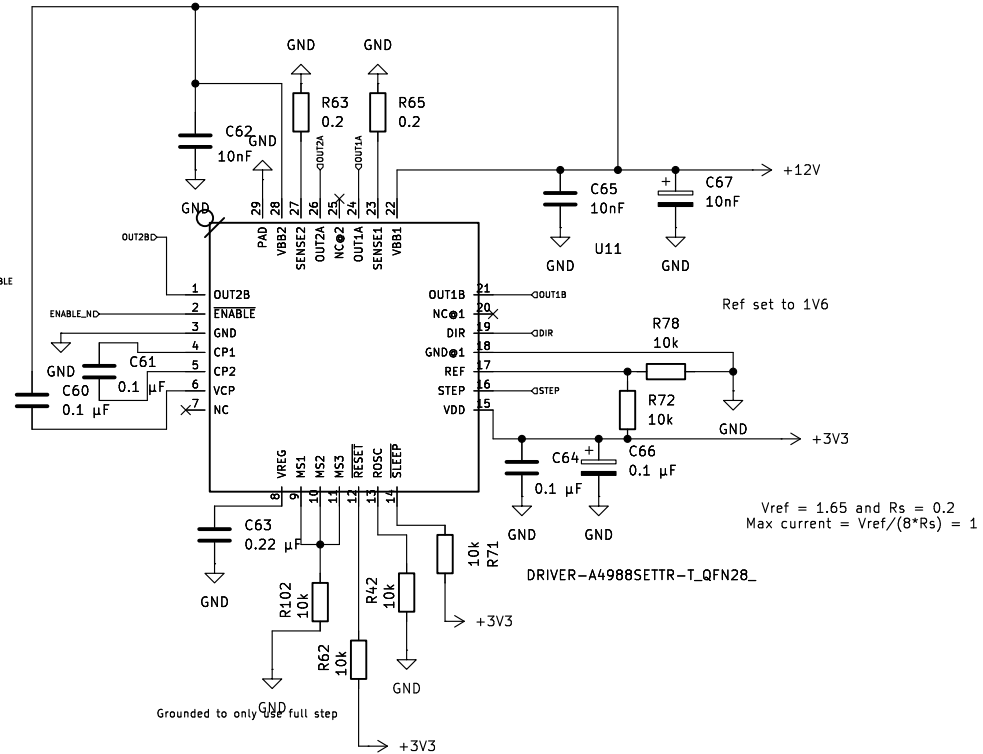 GND
GND
R63
0.2
R65
0.2
C62
10nF
GND
OUT2A
OUT1A
GND
+12V
C65
10nF
C67
10nF
GND
GND
U11
29
28
27
26
25
24
23
22
PAD
VBB2
SENSE2
OUT2A
NC@2
OUT1A
SENSE1
VBB1
OUT2B
BLE
1
OUT2B
ENABLE_N
2
ENABLE
3
GND
GND
4
CP1
C61
0.1 µF
5
CP2
C60
0.1 µF
6
VCP
7
NC
OUT1B
21
OUT1B
NC@1
20
DIR
19
DIR
GND@1
18
REF
17
STEP
16
STEP
VDD
15
Ref set to 1V6
R78
10k
R72
10k
GND
+3V3
C64
0.1 µF
C66
0.1 µF
GND
GND
VREG
MS1
MS2
MS3
RESET
ROSC
SLEEP
8
9
10
11
12
13
14
C63
0.22 µF
GND
Vref = 1.65 and Rs = 0.2
Max current = Vref/(8*Rs) = 1
10k
R71
DRIVER-A4988SETTR-T_QFN28_
R102
10k
R42
10k
+3V3
R62
10k
GND
GND
Grounded to only use full step
+3V3